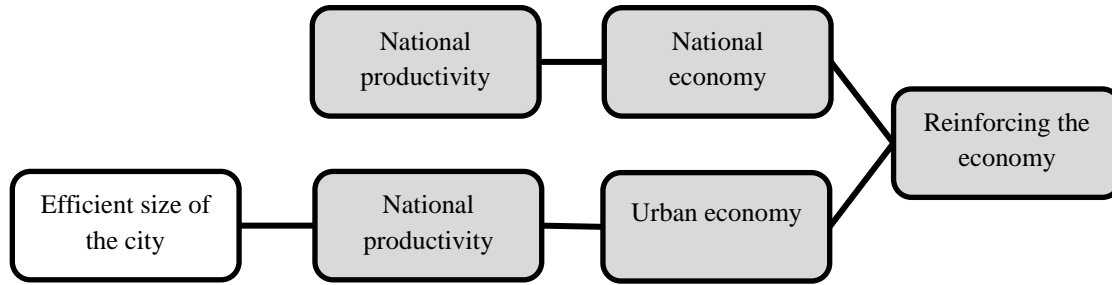 National
productivity
National
economy
Reinforcing the
economy
Efficient size of
the city
National
productivity
Urban economy